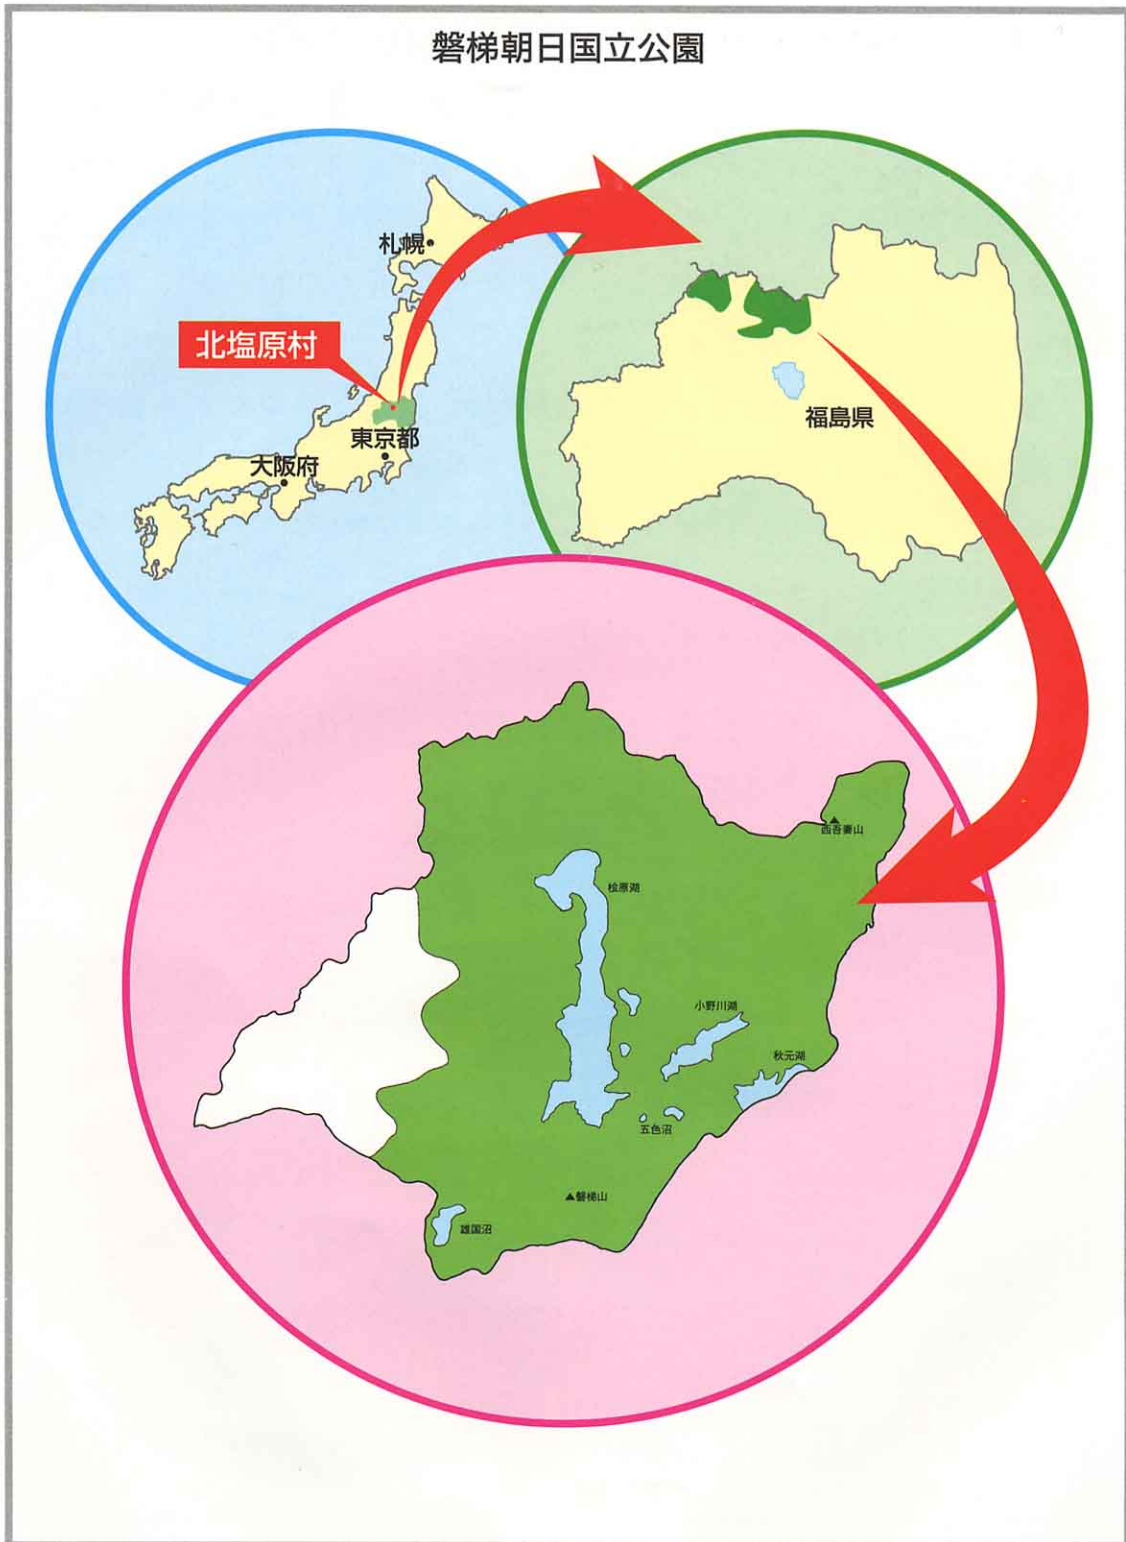 磐梯朝日国立公園
札幌
北塩原村
東京都
大阪府
福島県
西吾妻山
桧原湖
小野川湖
秋元湖
五色沼
磐梯山
雄国沼